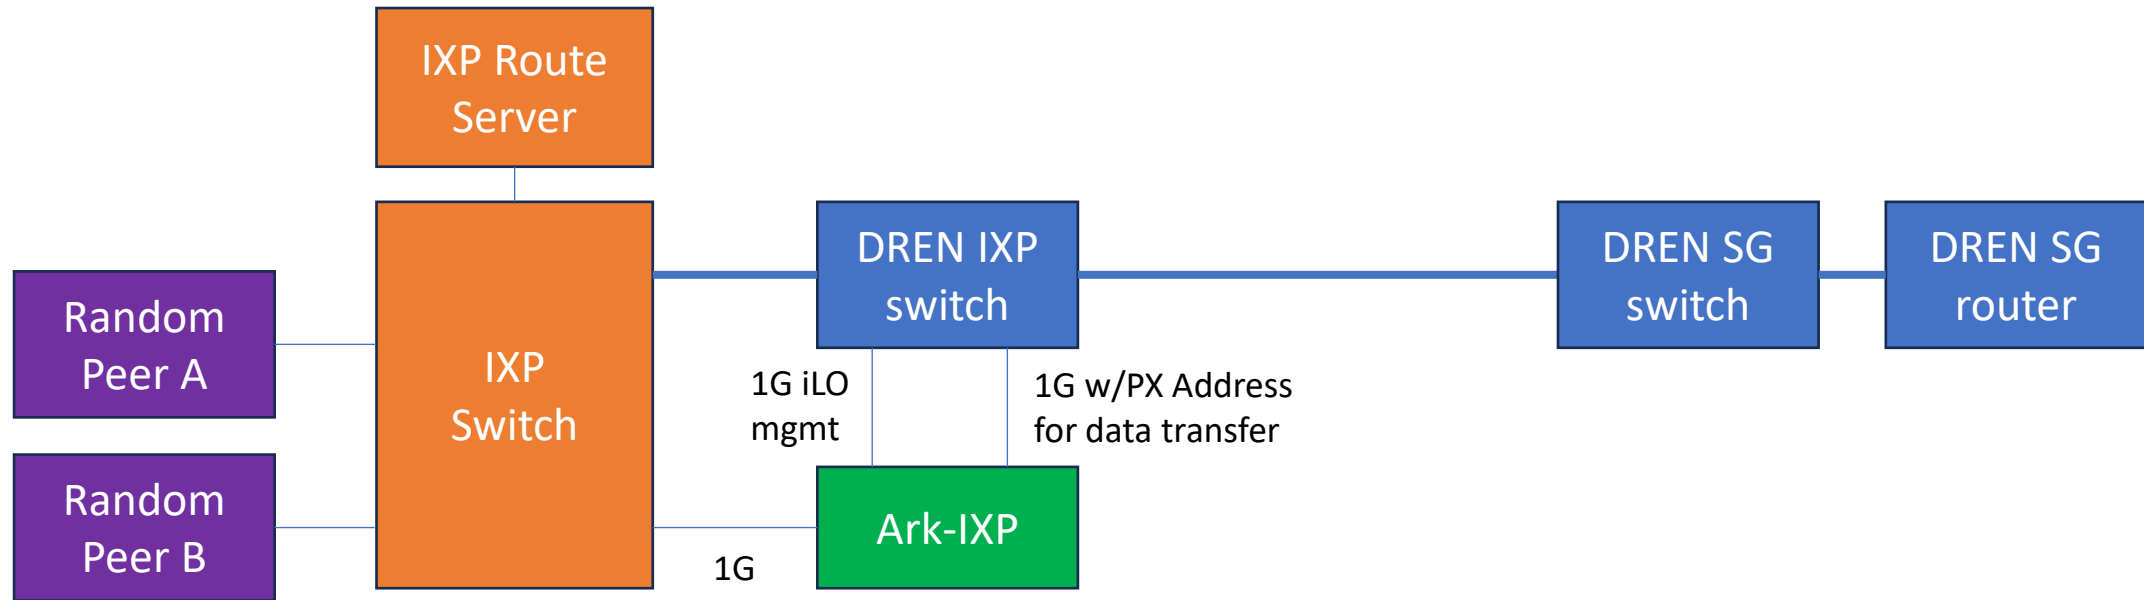 IXP Route
Server
DREN IXP
switch
DREN SG
switch
DREN SG
router
Random
Peer A
IXP
Switch
1G iLO
mgmt
1G w/PX Address
for data transfer
Random
Peer B
Ark-IXP
1G